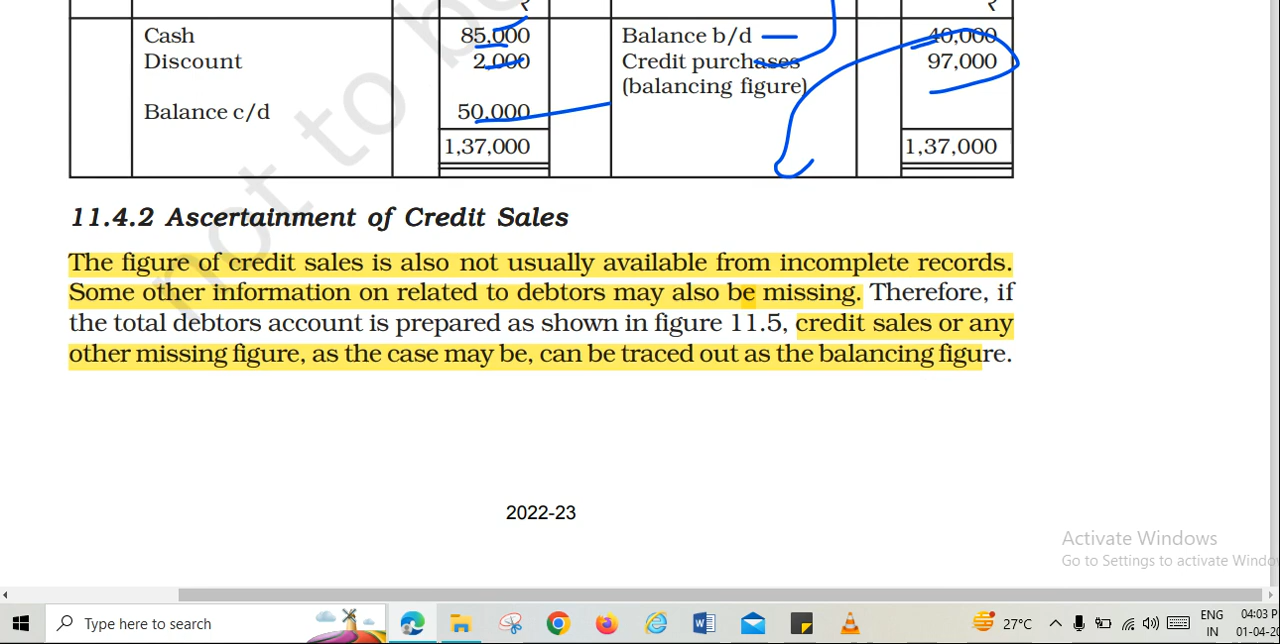 ₹ ₹
Cash 85,000 Balance b/d 40,000
Discount 2,000 Credit purchases 97,000
(balancing figure)
Balance c/d 50,000
1,37,000 1,37,000
not to be
11.4.2 Ascertainment of Credit Sales
The figure of credit sales is also not usually available from incomplete records.
Some other information on related to debtors may also be missing. Therefore, if
the total debtors account is prepared as shown in figure 11.5, credit sales or any
other missing figure, as the case may be, can be traced out as the balancing figure.
2022-23
Activate Windows
Go to Settings to activate Windo
Type here to search 27°C ENG 04:03 P
IN 01-04-20